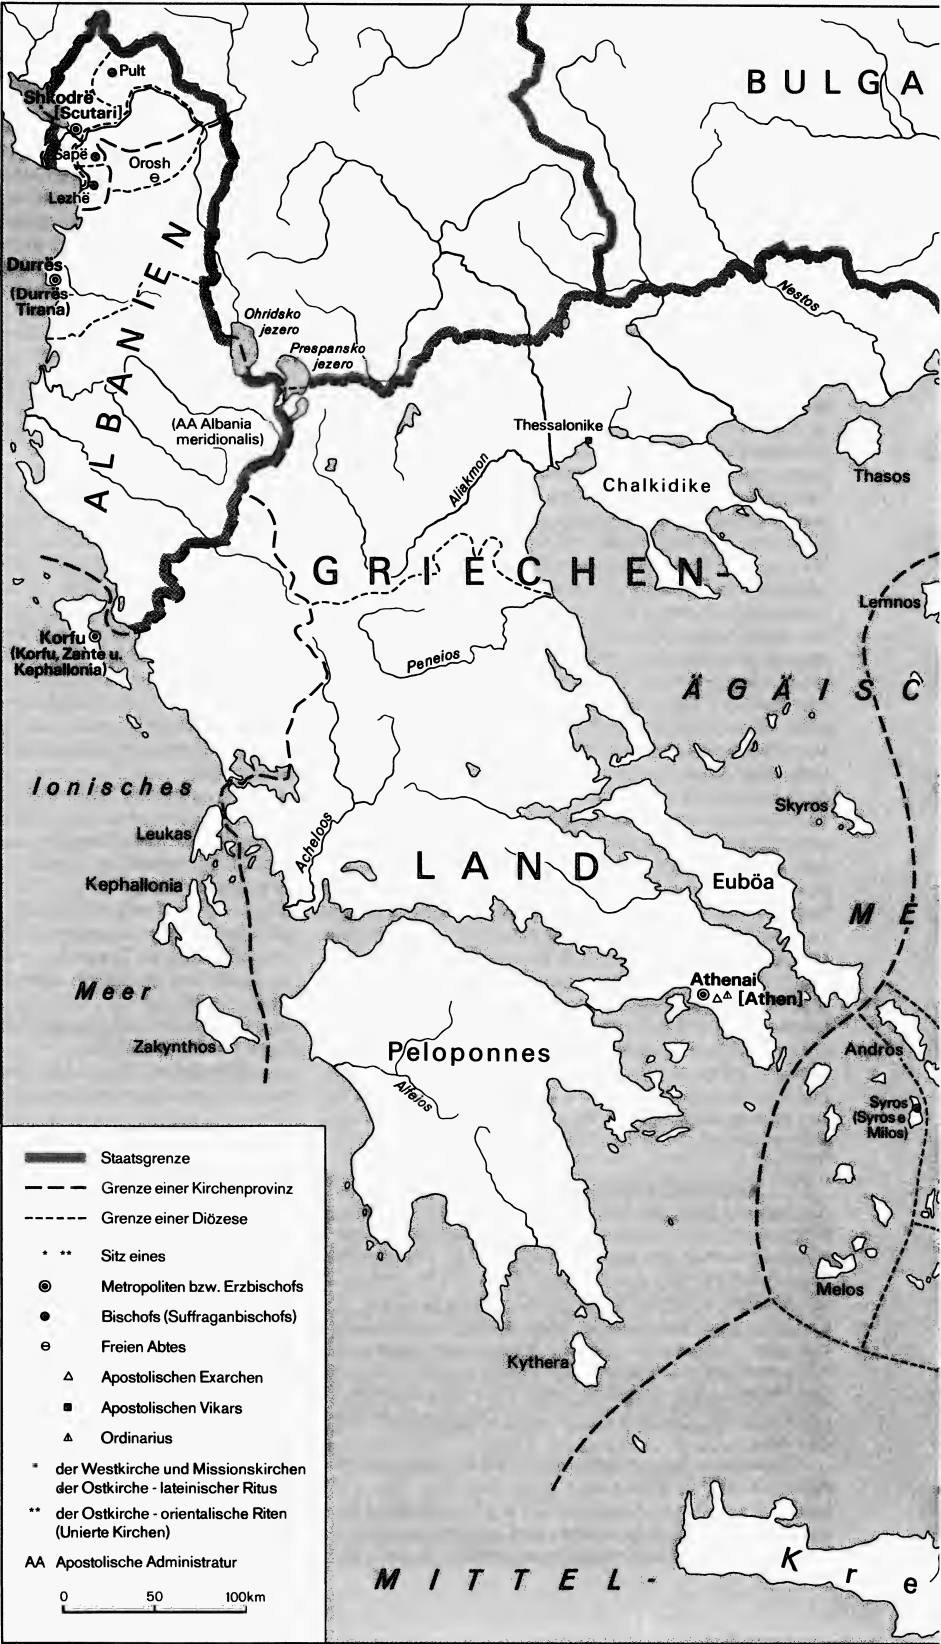 Pult
BULGA
Shkodrë
[Scutari]
Sapë
Orosh
Lezhë
ALBANIEN
Durrës
(Durrës-
Tirana)
Nestos
Ohridsko
jezero
Prespansko
jezero
(AA Albania
meridionalis)
Thessalonike
Aliakmon
Thasos
Chalkidike
GRIECHEN-
Lemnos
Korfu
(Korfu, Zante u.
Kephallonia)
Peneios
ÄGÄISC
Ionisches
Skyros
Leukas
Acheloos
LAND
Kephallonia
Euböa
ME
Athenai
[Athen]
Meer
Zakynthos
Peloponnes
Andros
Alfeios
Syros
(Syros e
Milos)
Melos
Kythera
Staatsgrenze
Grenze einer Kirchenprovinz
Grenze einer Diözese
* ** Sitz eines
Metropoliten bzw. Erzbischofs
Bischofs (Suffraganbischofs)
Freien Abtes
Apostolischen Exarchen
Apostolischen Vikars
Ordinarius
* der Westkirche und Missionskirchen
der Ostkirche - lateinischer Ritus
** der Ostkirche - orientalische Riten
(Unierte Kirchen)
AA Apostolische Administratur
0 50 100km
MITTEL-
Kre